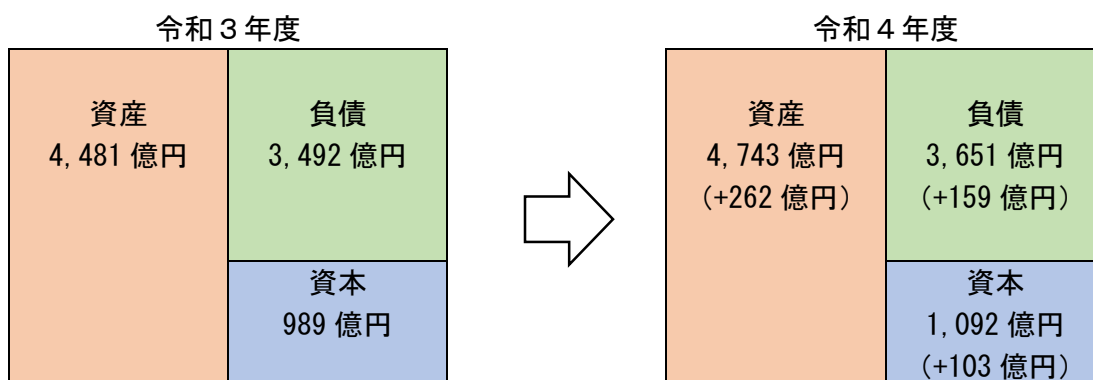 令和３年度
資産
4,481 億円
負債
3,492 億円
資本
989 億円
令和４年度
資産
4,743 億円
（+262 億円）
負債
3,651 億円
（+159 億円）
資本
1,092 億円
（+103 億円）